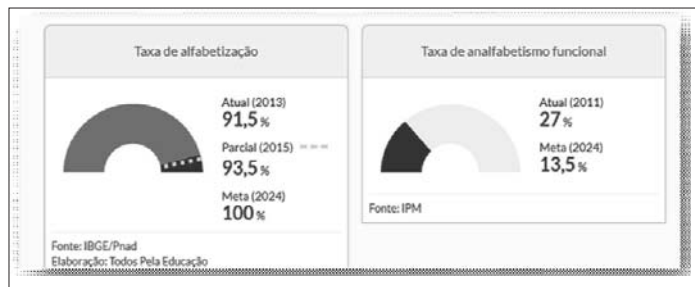 Taxa de alfabetização
Atual (2013)
91,5 %
Parcial (2015)
93,5 %
Meta (2024)
100 %
Fonte: IBGE/Pnad
Elaboração: Todos Pela Educação
Taxa de analfabetismo funcional
Atual (2011)
27 %
Meta (2024)
13,5 %
Fonte: IPM